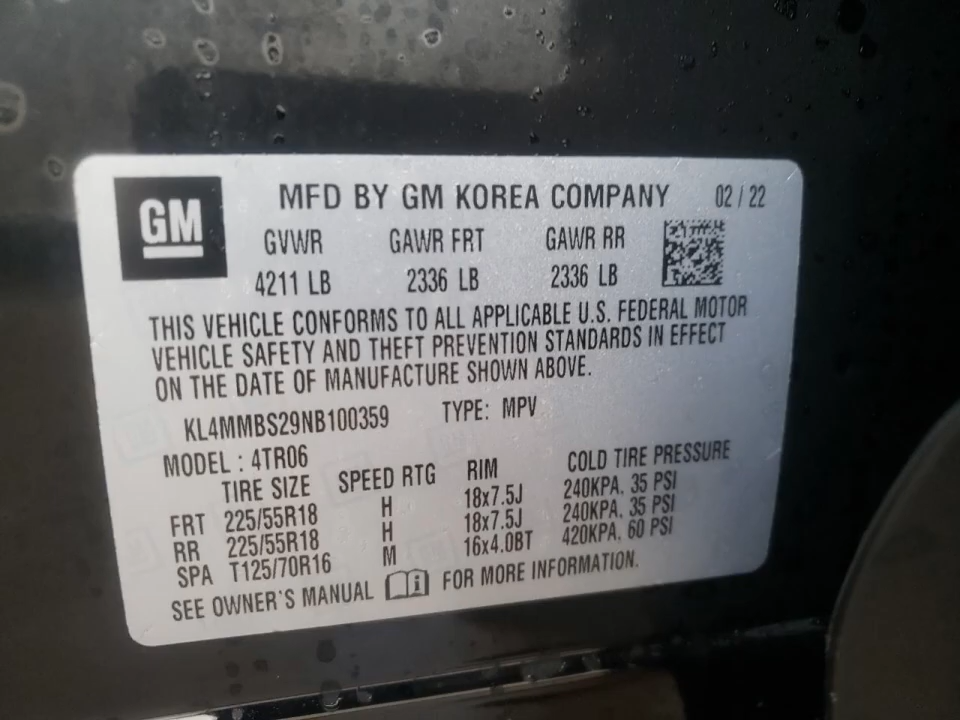 GM MFD BY GM KOREA COMPANY 02 / 22
GVWR GAWR FRT GAWR RR
4211 LB 2336 LB 2336 LB
THIS VEHICLE CONFORMS TO ALL APPLICABLE U.S. FEDERAL MOTOR
VEHICLE SAFETY AND THEFT PREVENTION STANDARDS IN EFFECT
ON THE DATE OF MANUFACTURE SHOWN ABOVE.
KL4MMBS29NB100359 TYPE: MPV
MODEL : 4TR06
TIRE SIZE SPEED RTG RIM COLD TIRE PRESSURE
FRT 225/55R18 H 18x7.5J 240KPA, 35 PSI
RR 225/55R18 H 18x7.5J 240KPA, 35 PSI
SPA T125/70R16 M 16x4.0BT 420KPA, 60 PSI
SEE OWNER'S MANUAL FOR MORE INFORMATION.